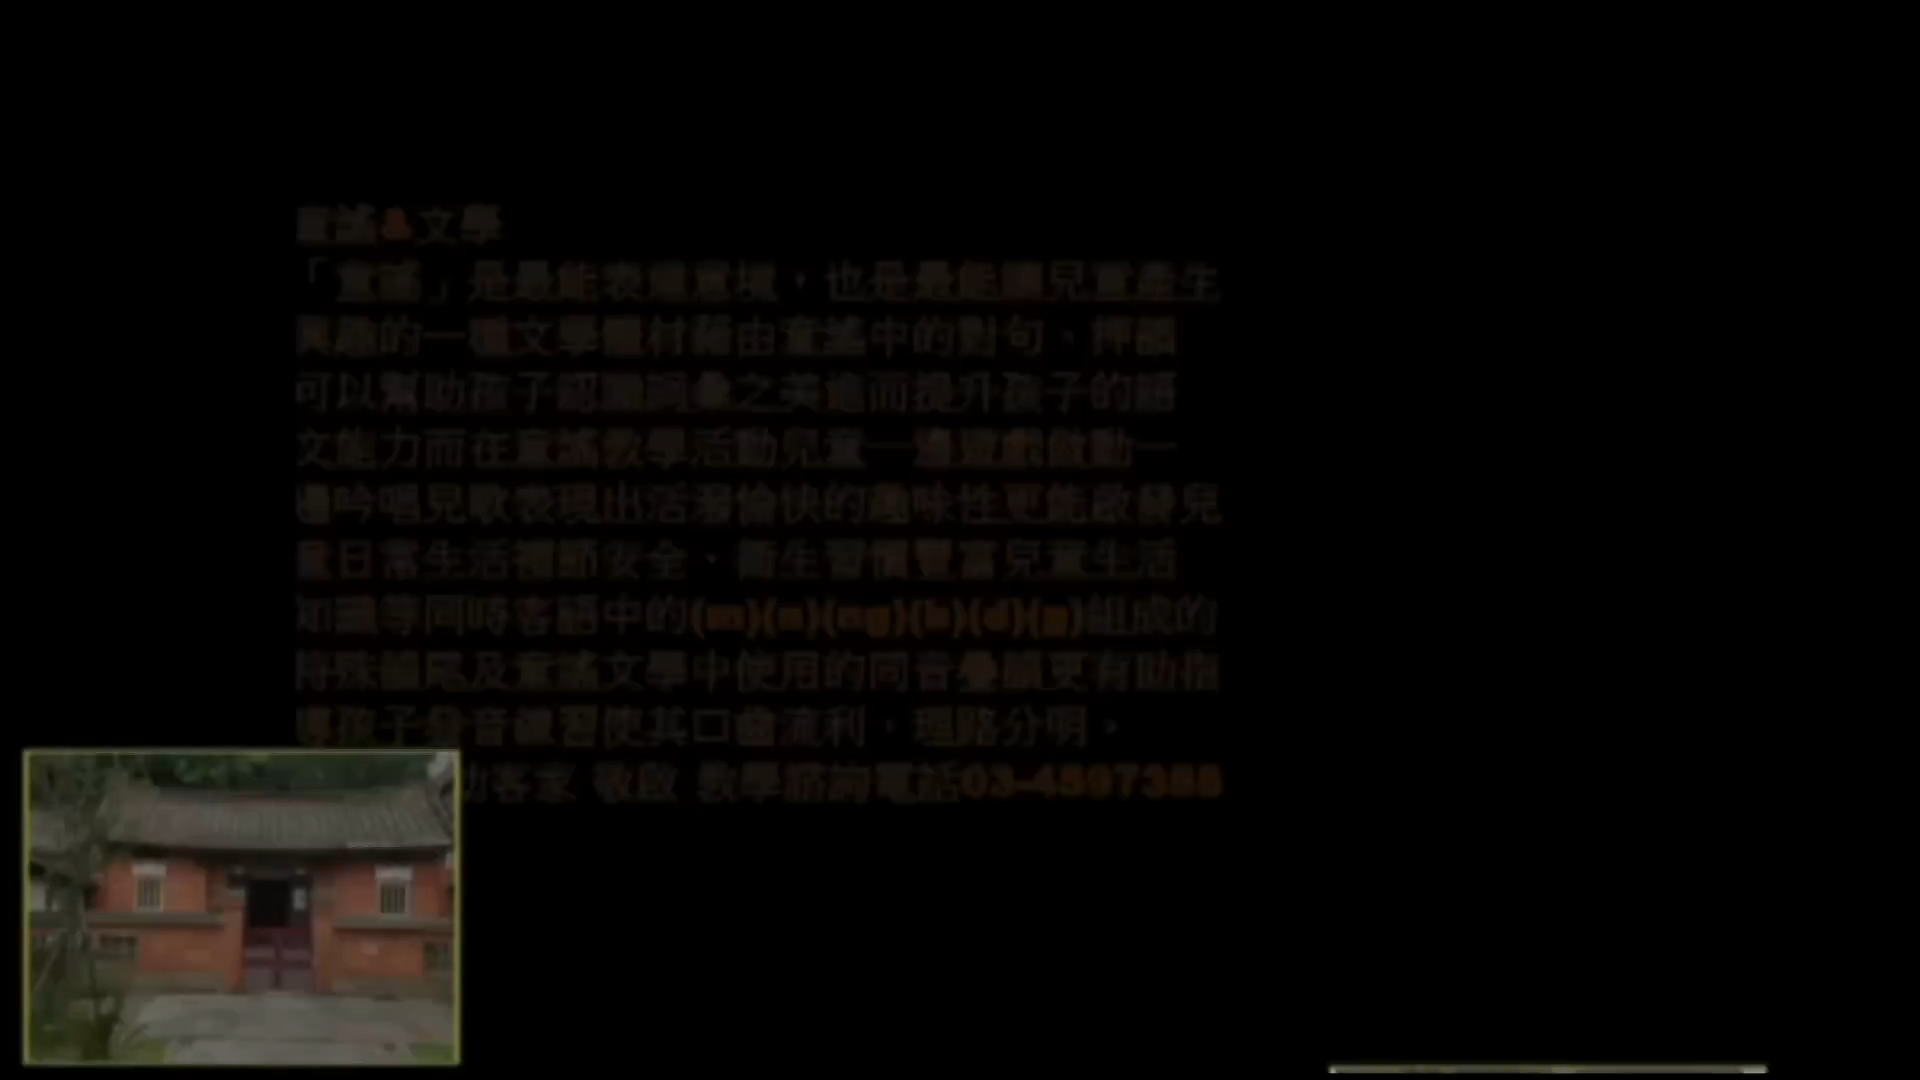 童謠&文學
「童謠」是最能表達意境，也是最能讓兒童產生
興趣的一種文學體材藉由童謠中的對句、押韻
可以幫助孩子認識詞彙之美進而提升孩子的語
文能力而在童謠教學活動兒童一邊遊戲做動一
邊吟唱兒歌表現出活潑愉快的趣味性更能啟發兒
童日常生活禮節安全、衛生習慣豐富兒童生活
知識等同時客語中的(m)(n)(ng)(b)(d)(g)組成的
特殊韻尾及童謠文學中使用的同音疊韻更有助指
導孩子發音練習使其口齒流利，理路分明。
客家 敬啟 教學諮詢電話03-4597388